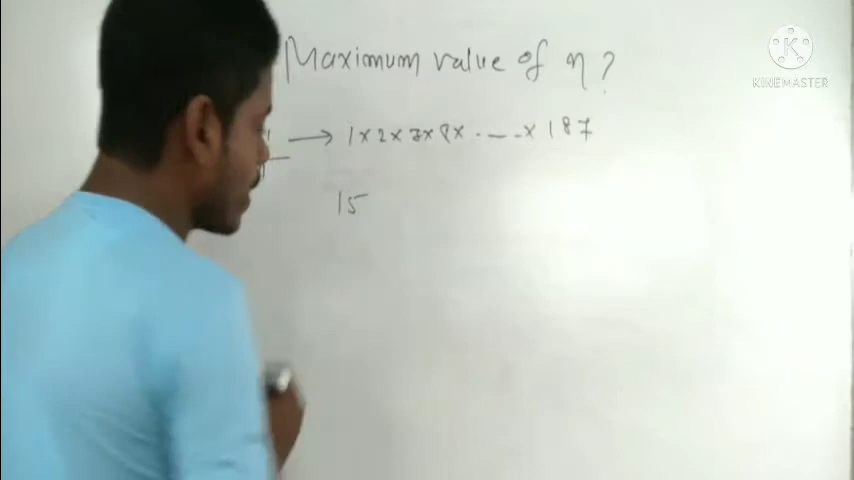 Maximum value of n?
→ 1×2×3×8×. —–.× 187
15
KINEMASTER